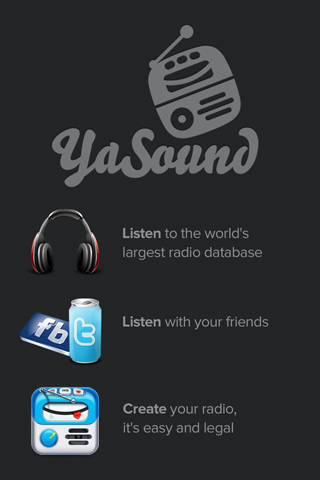 YaSound
Listen to the world's
largest radio database
fb
t
Listen with your friends
Create your radio,
it's easy and legal